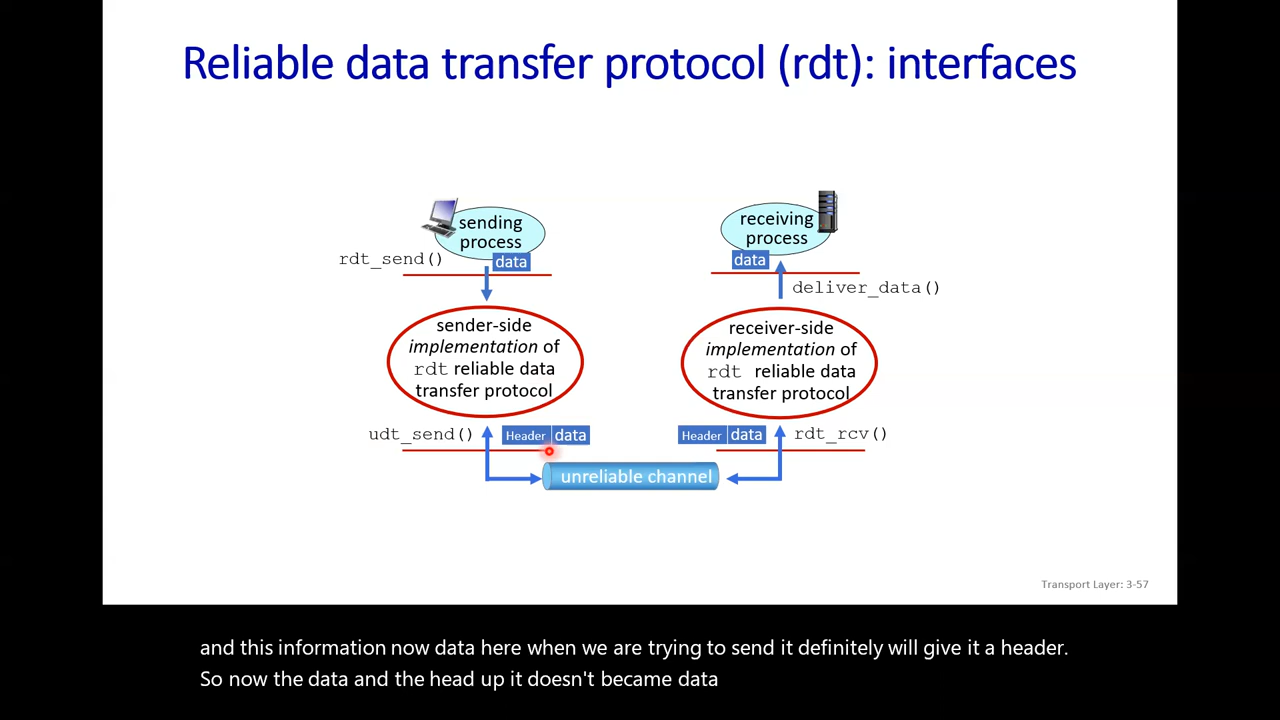 Reliable data transfer protocol (rdt): interfaces
sending
process
receiving
process
rdt_send()
data
data
deliver_data()
sender-side
implementation of
rdt reliable data
transfer protocol
receiver-side
implementation of
rdt reliable data
transfer protocol
udt_send()
Header data
Header data
rdt_rcv()
unreliable channel
Transport Layer: 3-57
and this information now data here when we are trying to send it definitely will give it a header.
So now the data and the head up it doesn't became data